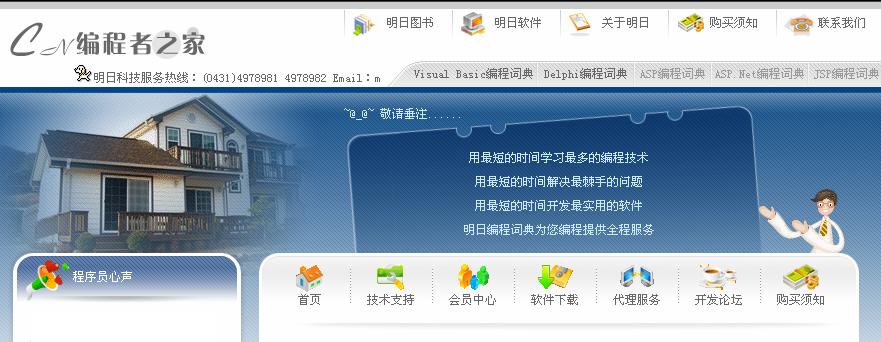 明日图书 明日软件 关于明日 购买须知 联系我们
CN编程者之家
明日科技服务热线：(0431)4978981 4978982 Email：m
Visual Basic编程词典 Delphi编程词典 ASP编程词典 ASP.Net编程词典 JSP编程词典
~@_@~ 敬请垂注......
用最短的时间学习最多的编程技术
用最短的时间解决最棘手的问题
用最短的时间开发最实用的软件
明日编程词典为您编程提供全程服务
程序员心声
首页 技术支持 会员中心 软件下载 代理服务 开发论坛 购买须知